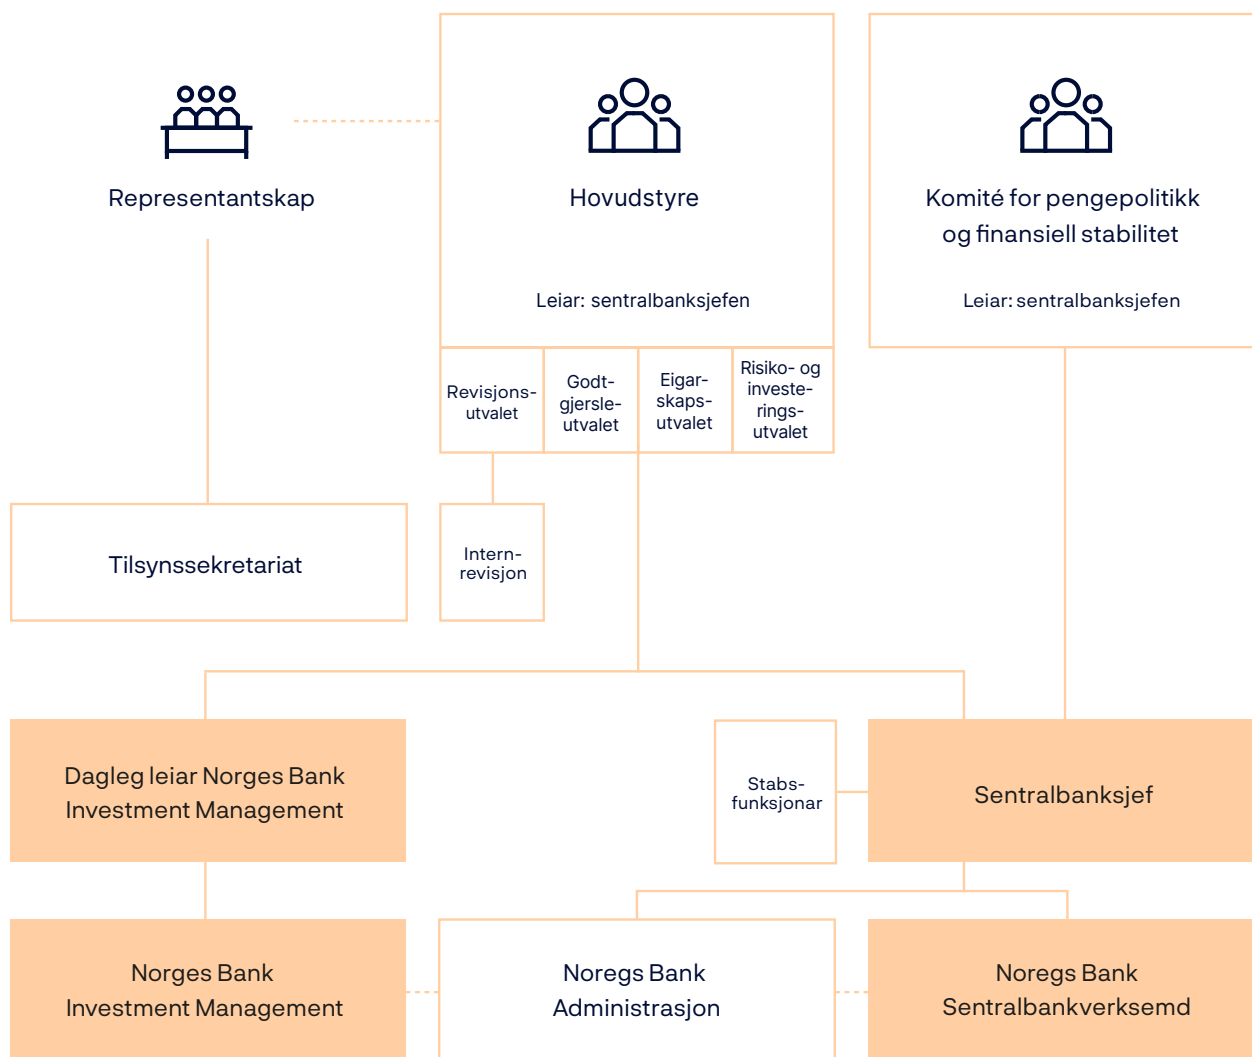 Representantskap
Hovudstyre
Leiar: sentralbanksjefen
Komité for pengepolitikk
og finansiell stabilitet
Leiar: sentralbanksjefen
Revisjons-
utvalet
Godt-
gjersle-
utvalet
Eigar-
skaps-
utvalet
Risiko- og
investe-
rings-
utvalet
Tilsynssekretariat
Intern-
revisjon
Dagleg leiar Norges Bank
Investment Management
Stabs-
funksjonar
Sentralbanksjef
Norges Bank
Investment Management
Noregs Bank
Administrasjon
Noregs Bank
Sentralbankverksemd